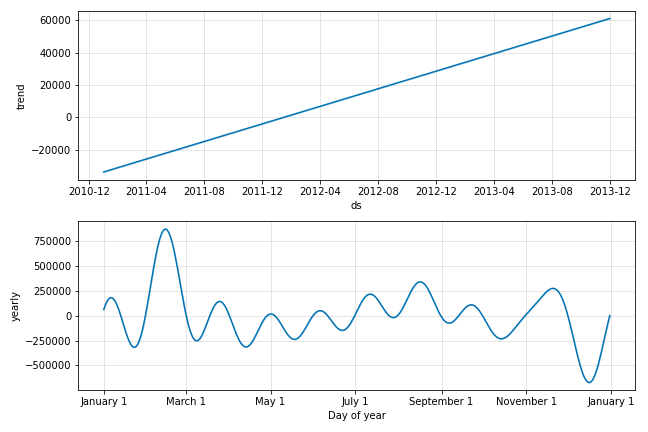 60000
40000
20000
0
−20000
trend
2010-12 2011-04 2011-08 2011-12 2012-04 2012-08 2012-12 2013-04 2013-08 2013-12
ds
750000
500000
250000
0
−250000
−500000
yearly
January 1 March 1 May 1 July 1 September 1 November 1 January 1
Day of year